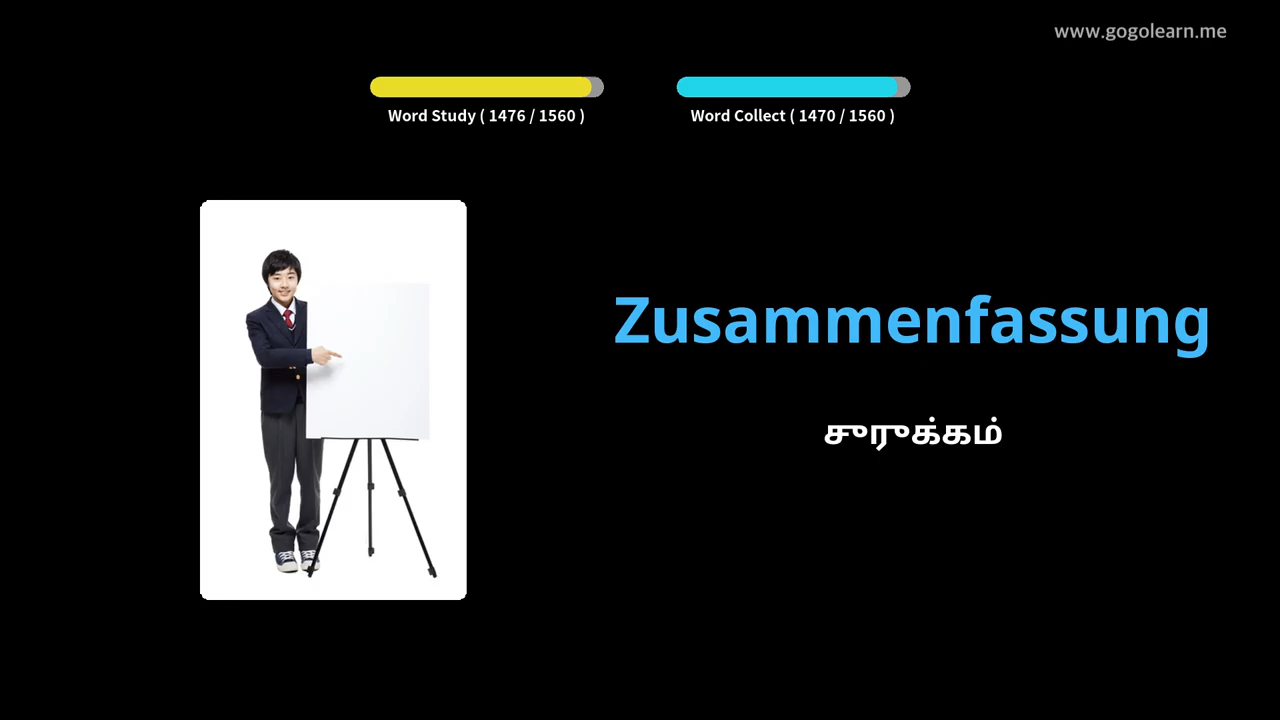 www.gogolearn.me
Word Study ( 1476 / 1560 )
Word Collect ( 1470 / 1560 )
Zusammenfassung
சுருக்கம்